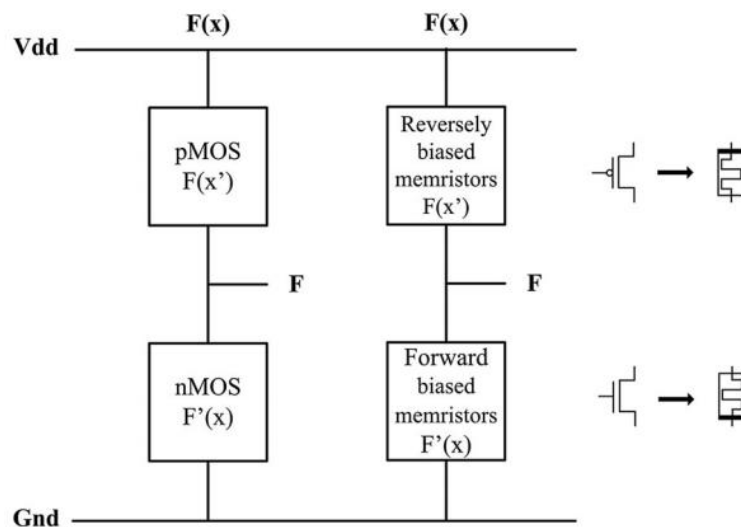 F(x)
F(x)
Vdd
pMOS
F(x’)
Reversely
biased
memristors
F(x’)
F
F
nMOS
F’(x)
Forward
biased
memristors
F’(x)
Gnd